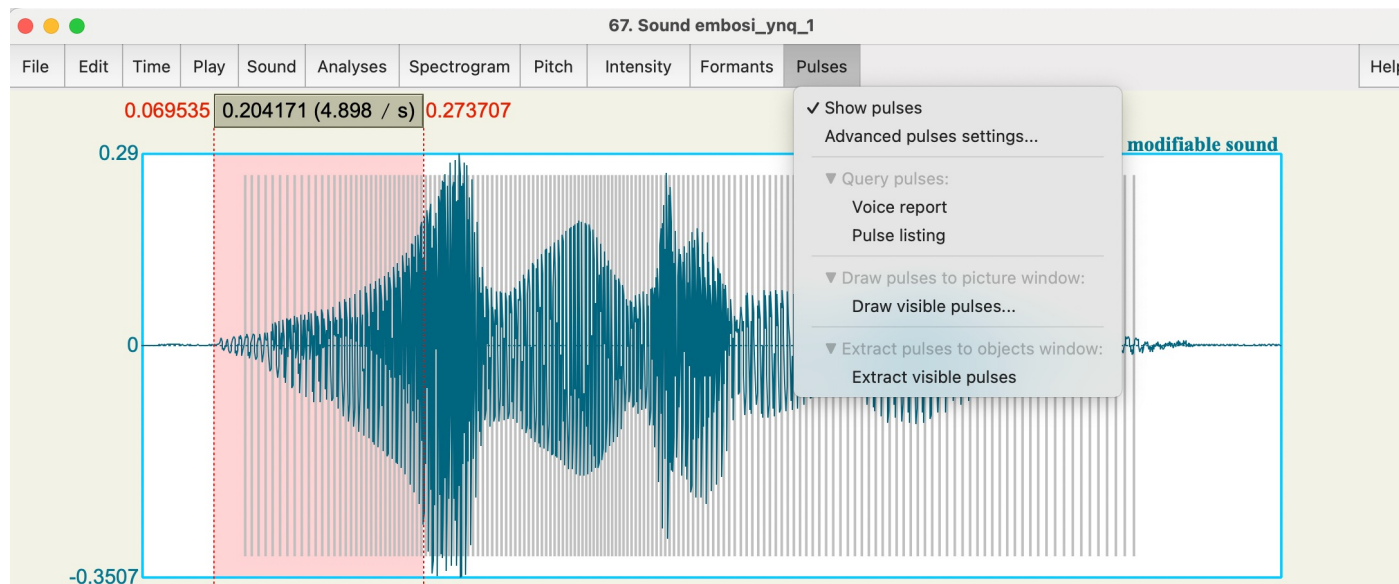 67. Sound embosi_ynq_1
File Edit Time Play Sound Analyses Spectrogram Pitch Intensity Formants Pulses Help
0.069535 0.204171 (4.898 / s) 0.273707
✓ Show pulses
Advanced pulses settings...
modifiable sound
0.29
▼ Query pulses:
Voice report
Pulse listing
▼ Draw pulses to picture window:
Draw visible pulses...
0
▼ Extract pulses to objects window:
Extract visible pulses
-0.3507